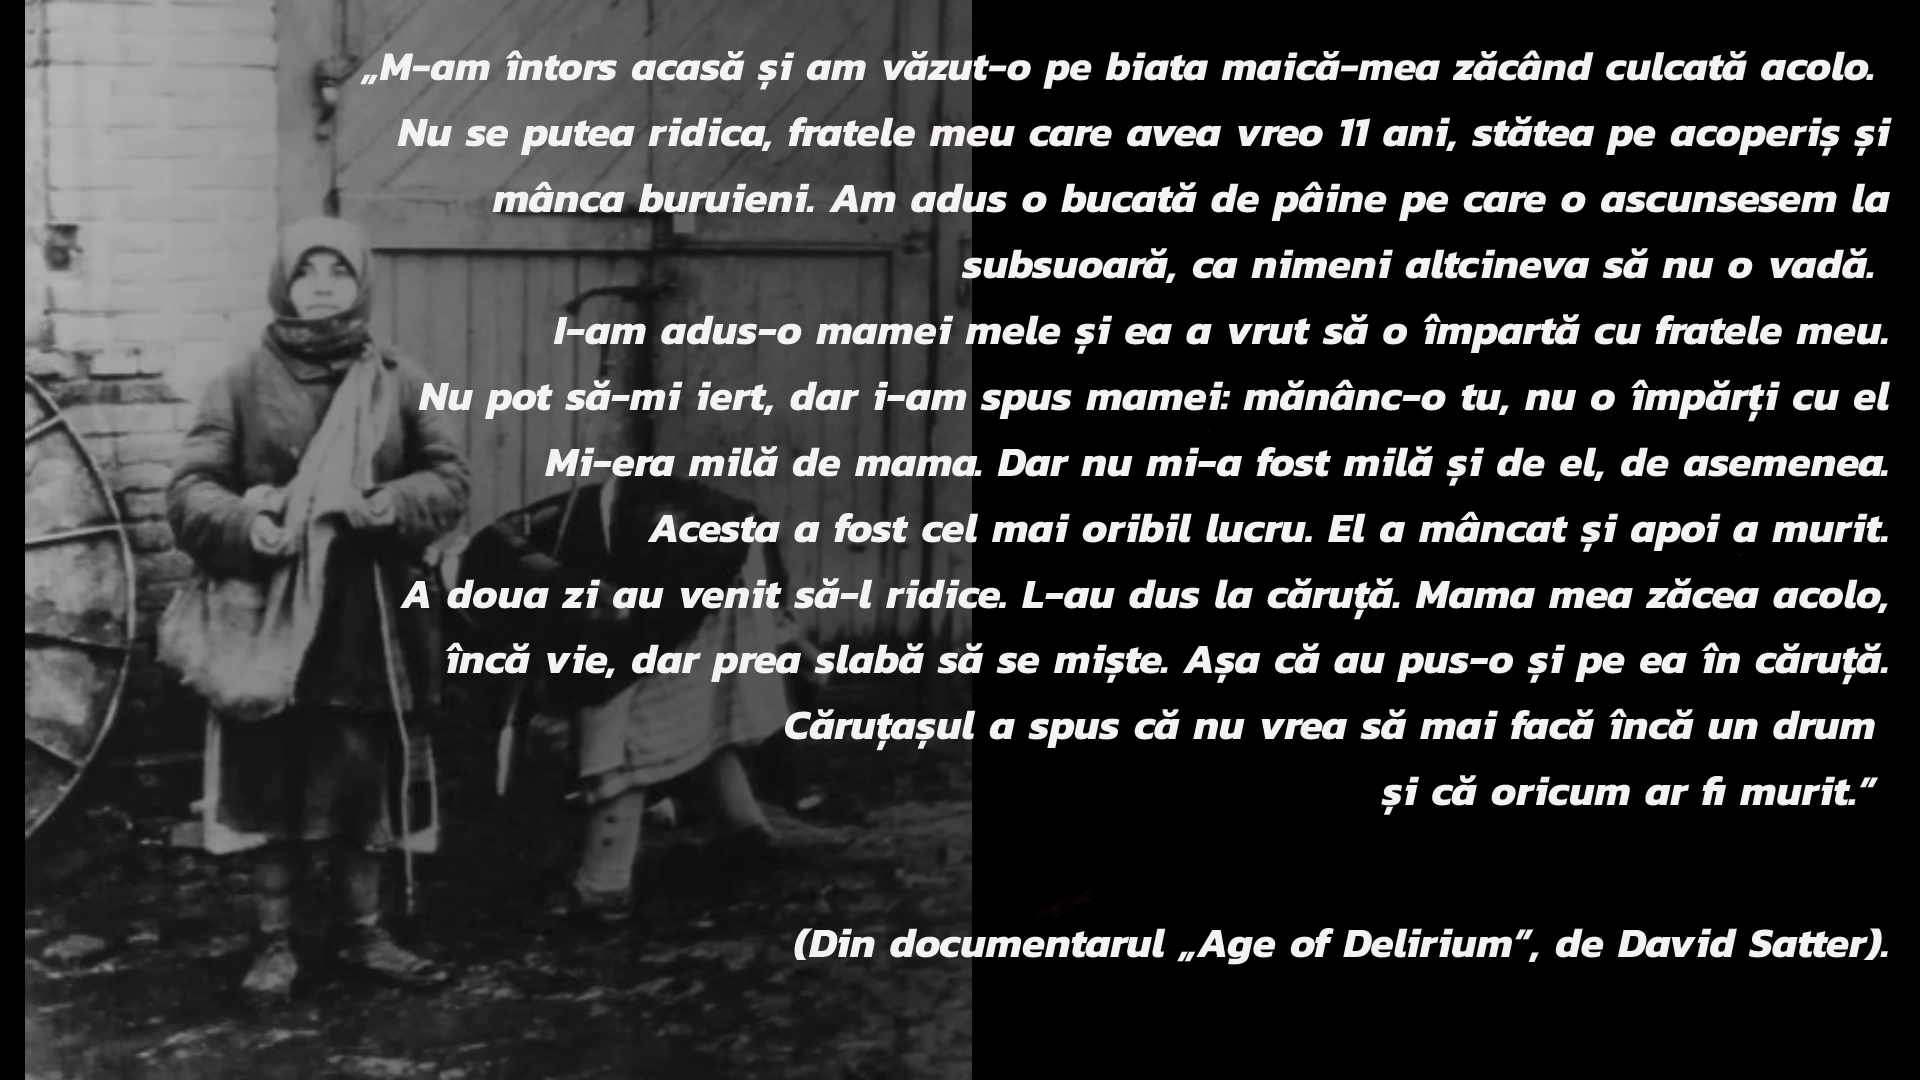 „M-am întors acasă și am văzut-o pe biata maică-mea zăcând culcată acolo.
Nu se putea ridica, fratele meu care avea vreo 11 ani, stătea pe acoperiș și
mânca buruieni. Am adus o bucată de pâine pe care o ascunsesem la
subsuoară, ca nimeni altcineva să nu o vadă.
I-am adus-o mamei mele și ea a vrut să o împartă cu fratele meu.
Nu pot să-mi iert, dar i-am spus mamei: mănânc-o tu, nu o împărți cu el
Mi-era milă de mama. Dar nu mi-a fost milă și de el, de asemenea.
Acesta a fost cel mai oribil lucru. El a mâncat și apoi a murit.
A doua zi au venit să-l ridice. L-au dus la căruță. Mama mea zăcea acolo,
încă vie, dar prea slabă să se miște. Așa că au pus-o și pe ea în căruță.
Căruțașul a spus că nu vrea să mai facă încă un drum
și că oricum ar fi murit.”
(Din documentarul „Age of Delirium”, de David Satter).